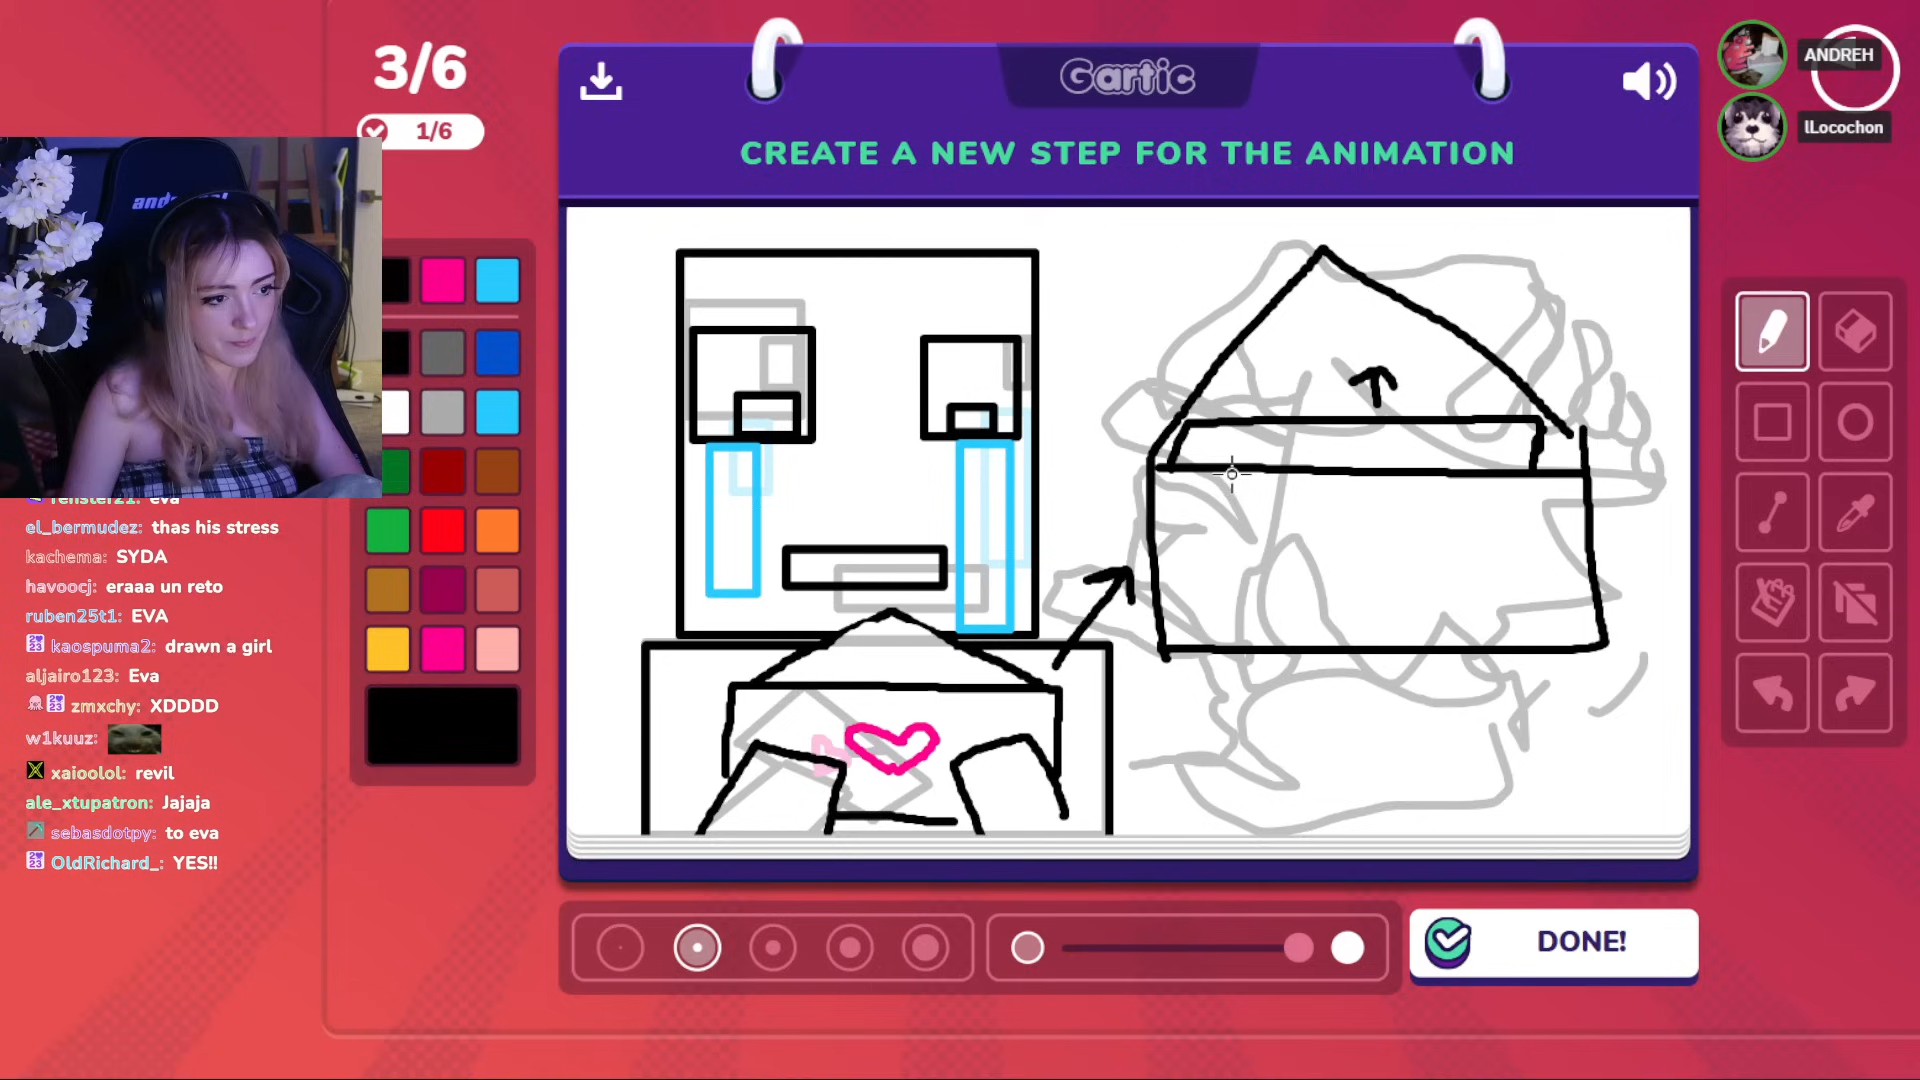 3/6
1/6
Gartic
CREATE A NEW STEP FOR THE ANIMATION
ANDREH
lLocochon
and
el_bermudez: thas his stress
kachema: SYDA
havoocj: eraaa un reto
ruben25t1: EVA
kaospuma2: drawn a girl
aljairo123: Eva
zmxchy: XDDDD
w1kuuz:
xaioolol: revil
ale_xtupatron: Jajaja
sebasdotpy: to eva
OldRichard_: YES!!
DONE!